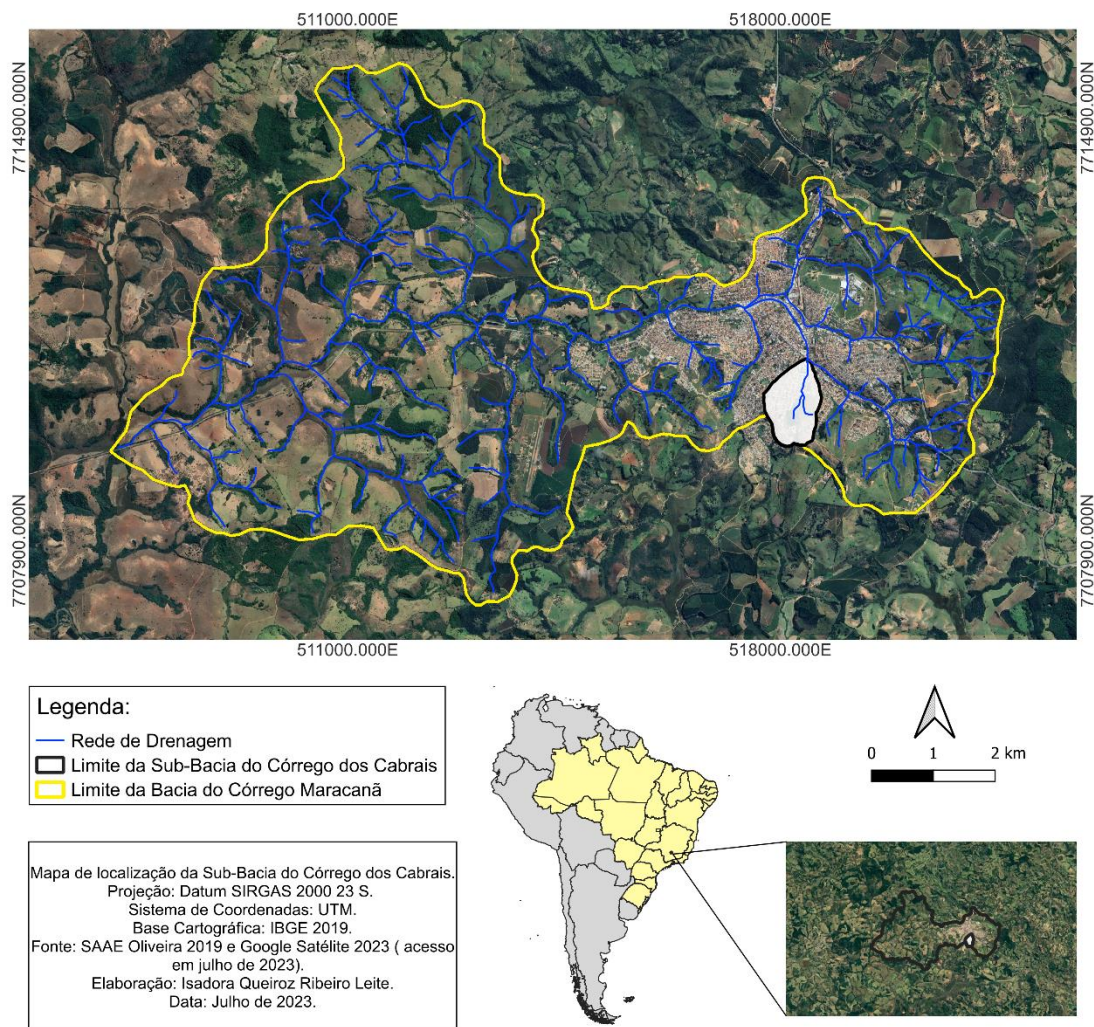 511000.000E
518000.000E
7714900.000N
7714900.000N
7707900.000N
7707900.000N
511000.000E
518000.000E
Legenda:
Rede de Drenagem
Limite da Sub-Bacia do Córrego dos Cabrais
Limite da Bacia do Córrego Maracanã
0 1 2 km
Mapa de localização da Sub-Bacia do Córrego dos Cabrais.
Projeção: Datum SIRGAS 2000 23 S.
Sistema de Coordenadas: UTM.
Base Cartográfica: IBGE 2019.
Fonte: SAAE Oliveira 2019 e Google Satélite 2023 ( acesso
em julho de 2023).
Elaboração: Isadora Queiroz Ribeiro Leite.
Data: Julho de 2023.